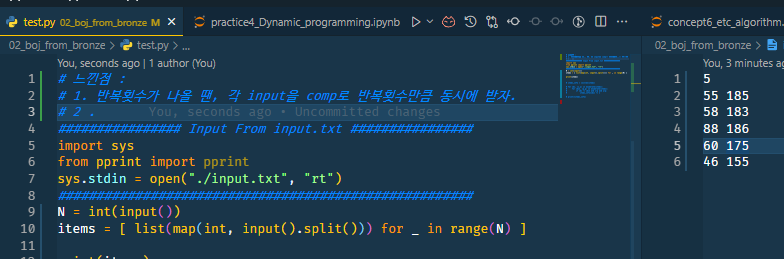 test.py 02_boj_from_bronze M
practice4_Dynamic_programming.ipynb
concept6_etc_algorithm.
02_boj_from_bronze > test.py > ...
02_boj_from_bronze >
You, seconds ago | 1 author (You)
You, 3 minutes ag
1 # 느낀점 :
2 # 1. 반복횟수가 나올 땐, 각 input을 comp로 반복횟수만큼 동시에 받자.
3 # 2 . You, seconds ago • Uncommitted changes
4 ################ Input From input.txt ################
5 import sys
6 from pprint import pprint
7 sys.stdin = open("./input.txt", "rt")
8 #######################################################
9 N = int(input())
10 items = [ list(map(int, input().split())) for _ in range(N) ]
11
1 5
2 55 185
3 58 183
4 88 186
5 60 175
6 46 155